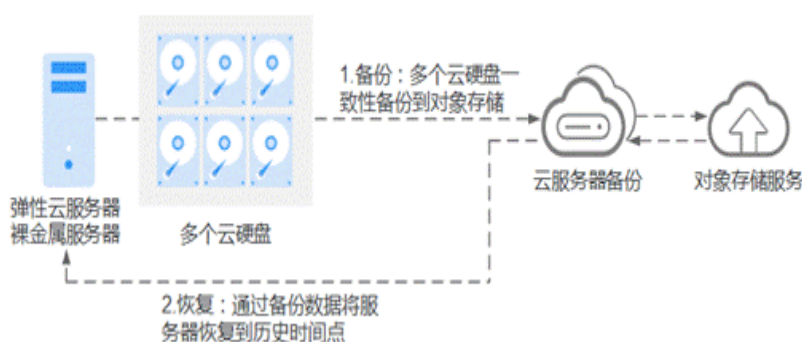 1.备份：多个云硬盘一
致性备份到对象存储
弹性云服务器
裸金属服务器
多个云硬盘
云服务器备份
对象存储服务
2.恢复：通过备份数据将服
务器恢复到历史时间点